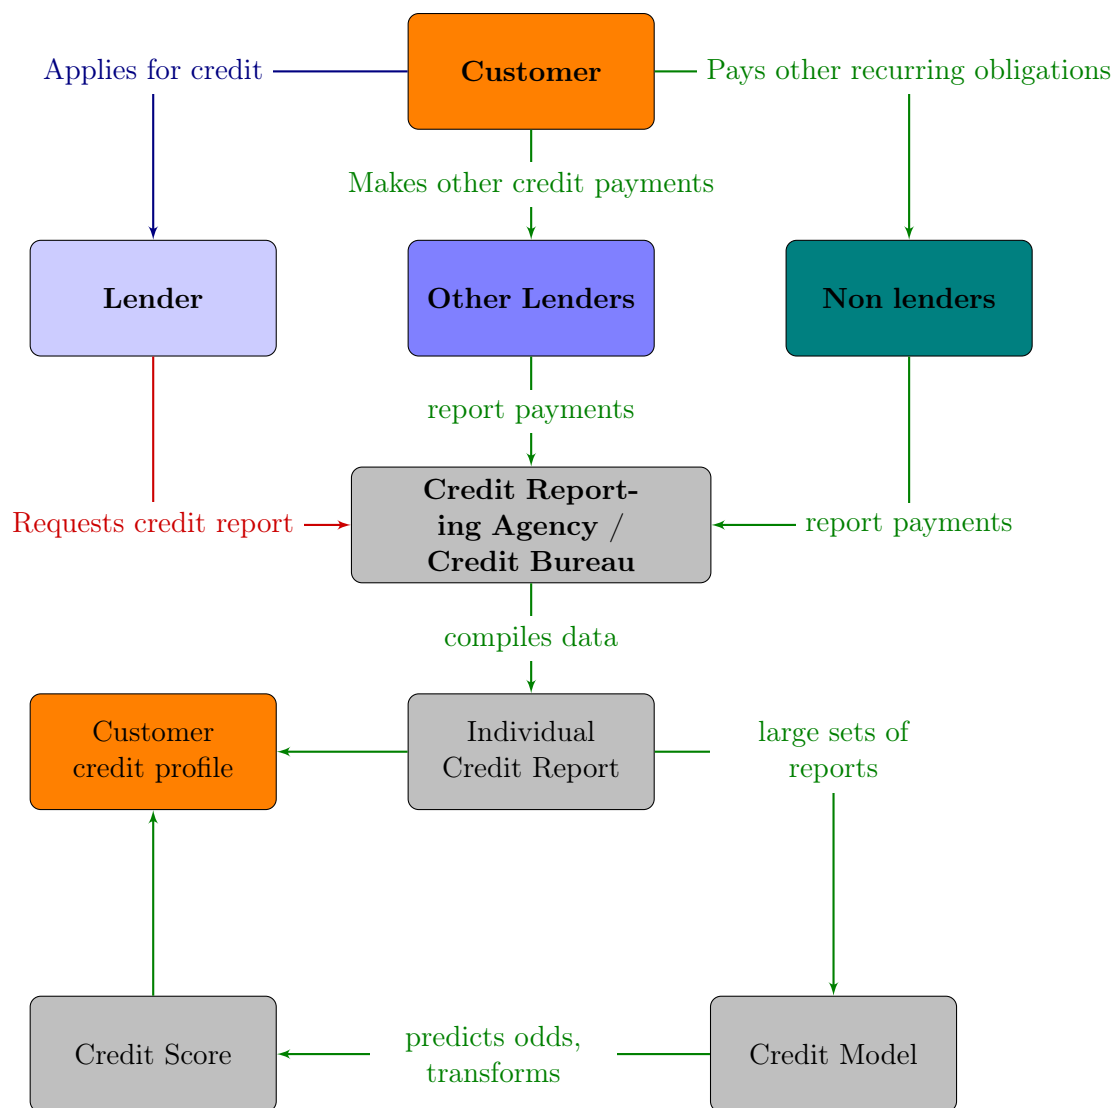 Applies for credit
Customer
Pays other recurring obligations
Makes other credit payments
Lender
Other Lenders
Non lenders
report payments
Requests credit report
Credit Report-
ing Agency /
Credit Bureau
report payments
compiles data
Customer
credit profile
Individual
Credit Report
large sets of
reports
Credit Score
predicts odds,
transforms
Credit Model